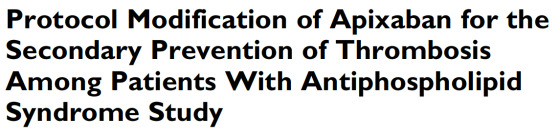 Protocol Modification of Apixaban for the
Secondary Prevention of Thrombosis
Among Patients With Antiphospholipid
Syndrome Study